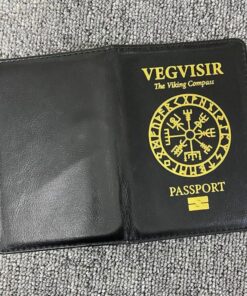 VEGVISIR
The Viking Compass
PASSPORT